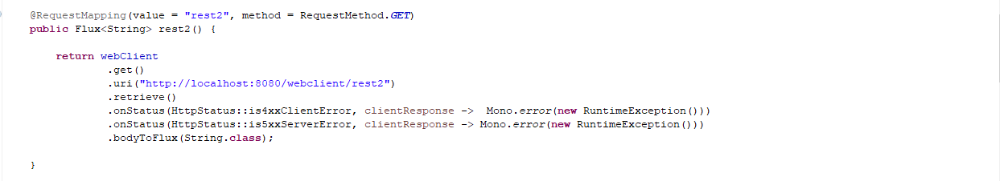 @RequestMapping(value = "rest2", method = RequestMethod.GET)
public Flux<String> rest2() {
return webClient
.get()
.uri("http://localhost:8080/webclient/rest2")
.retrieve()
.onStatus(HttpStatus::is4xxClientError, clientResponse ->  Mono.error(new RuntimeException()))
.onStatus(HttpStatus::is5xxServerError, clientResponse -> Mono.error(new RuntimeException()))
.bodyToFlux(String.class);
}